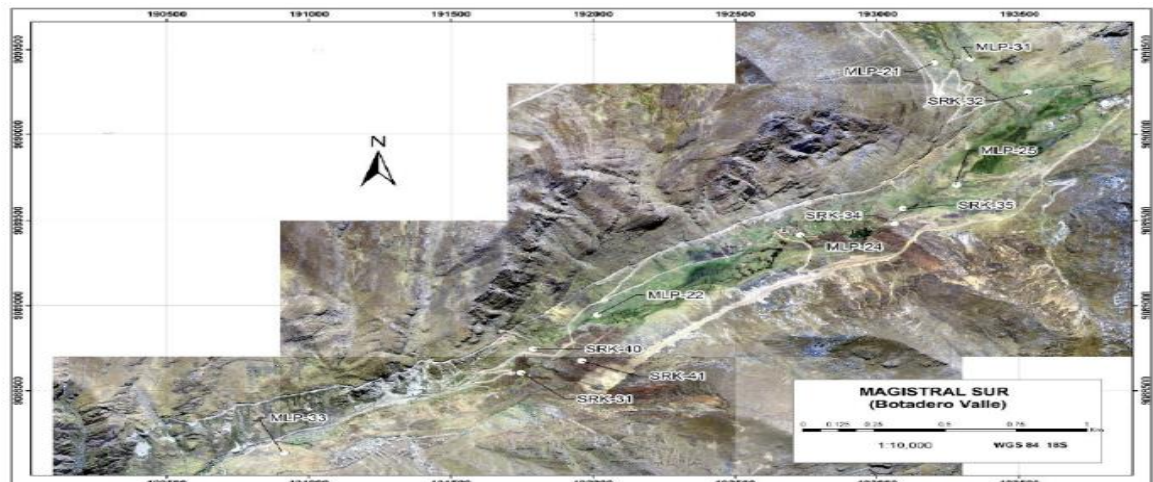 190500 191000 191500 192000 192500 193000 193500
MLP-31
MLP-21
SRK-32
MLP-25
N
SRK-35
SRK-34
MLP-24
MLP-22
SRK-40
SRK-41
SRK-31
MLP-33
MAGISTRAL SUR
(Botadero Valle)
0 0.125 0.25 0.5 0.75 1
Km
1:10,000 WGS 84 18S